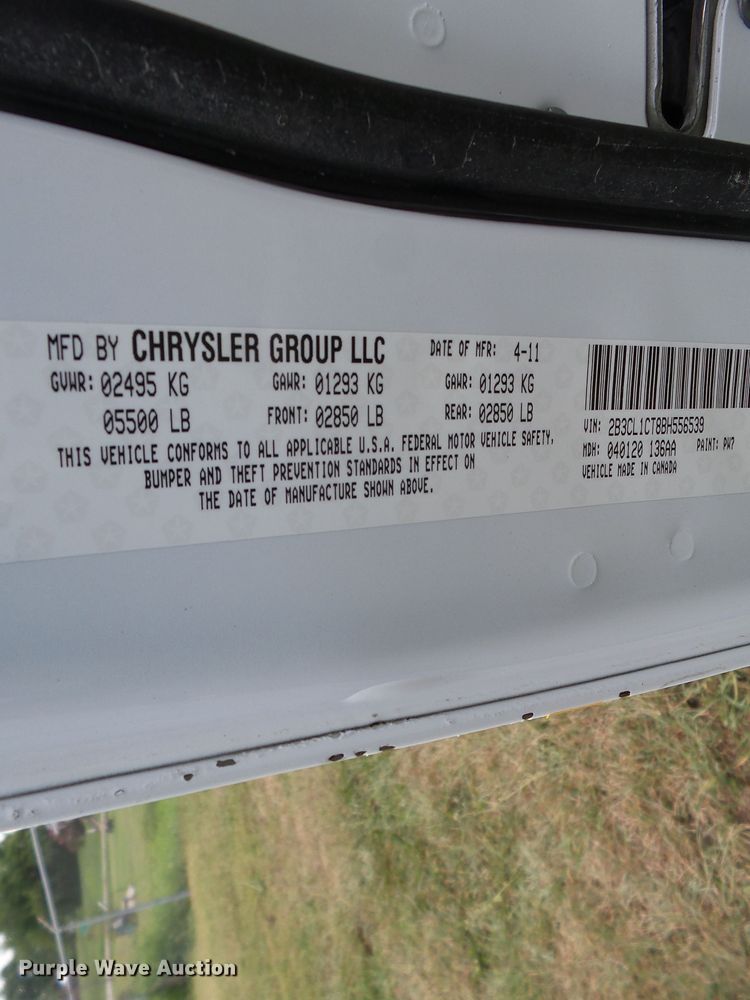 MFD BY CHRYSLER GROUP LLC DATE OF MFR: 4-11
GVWR: 02495 KG GAWR: 01293 KG GAWR: 01293 KG
05500 LB FRONT: 02850 LB REAR: 02850 LB
THIS VEHICLE CONFORMS TO ALL APPLICABLE U.S.A. FEDERAL MOTOR VEHICLE SAFETY,
BUMPER AND THEFT PREVENTION STANDARDS IN EFFECT ON
THE DATE OF MANUFACTURE SHOWN ABOVE.
VIN: 2B3CL1CT8BH556539
MDH: 040120 136AA PAINT: PW7
VEHICLE MADE IN CANADA
Purple Wave Auction